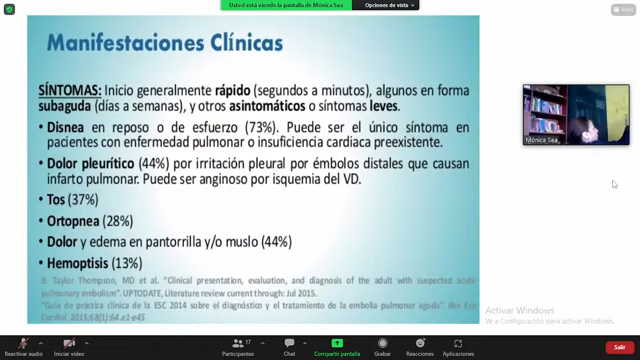 Usted está viendo la pantalla de Mónica Sea
Opciones de vista
Vista
Manifestaciones Clínicas
SÍNTOMAS: Inicio generalmente rápido (segundos a minutos), algunos en forma
subaguda (días a semanas), y otros asintomáticos o síntomas leves.
• Disnea en reposo o de esfuerzo (73%). Puede ser el único síntoma en
pacientes con enfermedad pulmonar o insuficiencia cardiaca preexistente.
• Dolor pleurítico (44%) por irritación pleural por émbolos distales que causan
infarto pulmonar. Puede ser anginoso por isquemia del VD.
• Tos (37%)
• Ortopnea (28%)
• Dolor y edema en pantorrilla y/o muslo (44%)
• Hemoptisis (13%)
B. Taylor Thompson, MD et al. "Clinical presentation, evaluation, and diagnosis of the adult with suspected acute
pulmonary embolism". UPTODATE, Literature review current through: Jul 2015.
"Guía de práctica clínica de la ESC 2014 sobre el diagnóstico y el tratamiento de la embolia pulmonar aguda". Rev Esp
Cardiol. 2015;68(1):64.e1-e45
Mónica Sea
Activar Windows
Ve a Configuración para activar Windows.
Reactivar audio
Iniciar video
Participantes
17
Chat
Compartir pantalla
Grabar
Reacciones
Aplicaciones
Salir